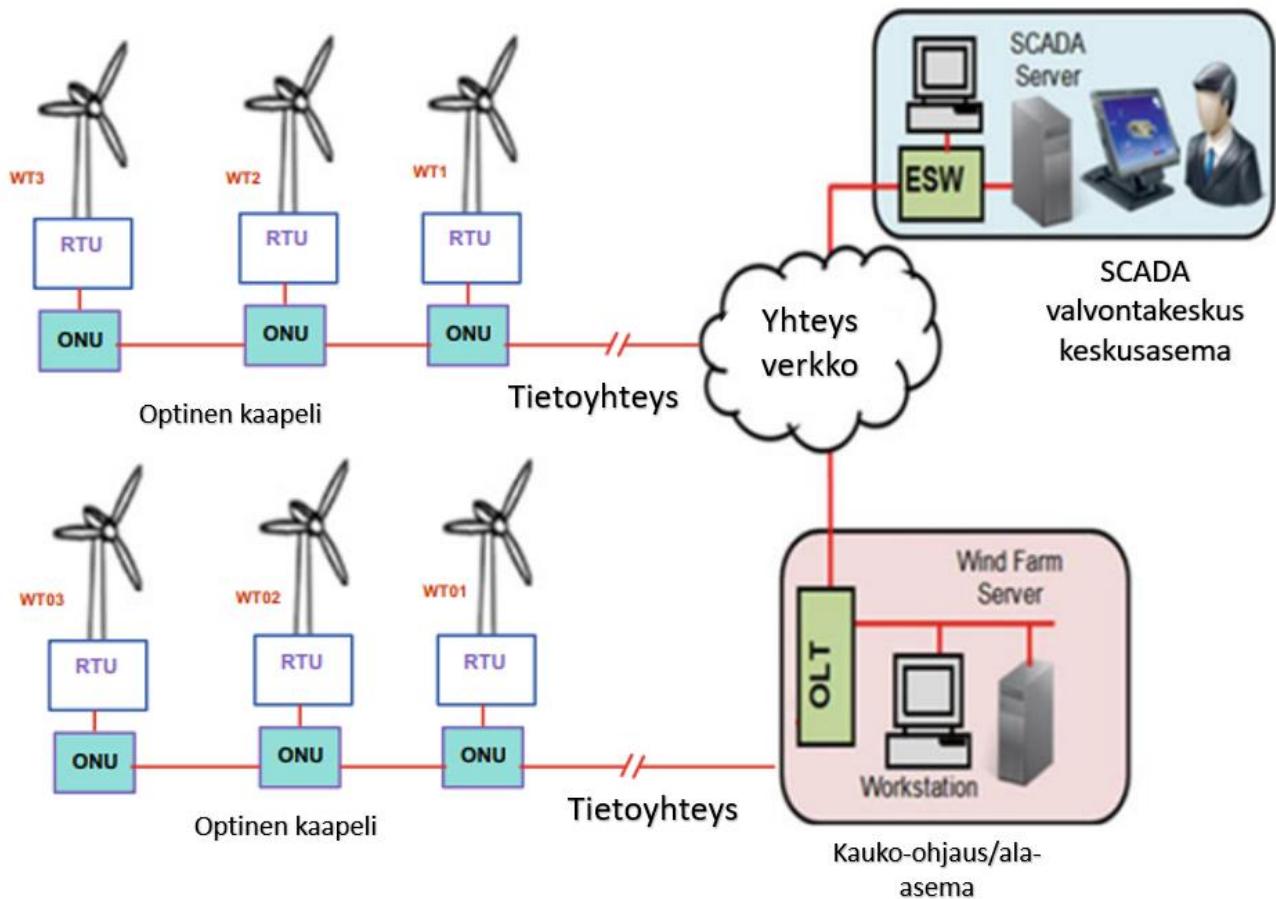 WT3
WT2
WT1
RTU
RTU
RTU
ONU
ONU
ONU
Optinen kaapeli
Tietoyhteys
Yhteys
verkko
SCADA
Server
ESW
SCADA
valvontakeskus
keskusasema
WT03
WT02
WT01
RTU
RTU
RTU
ONU
ONU
ONU
Optinen kaapeli
Tietoyhteys
Wind Farm
Server
OLT
Workstation
Kauko-ohjaus/ala-
asema